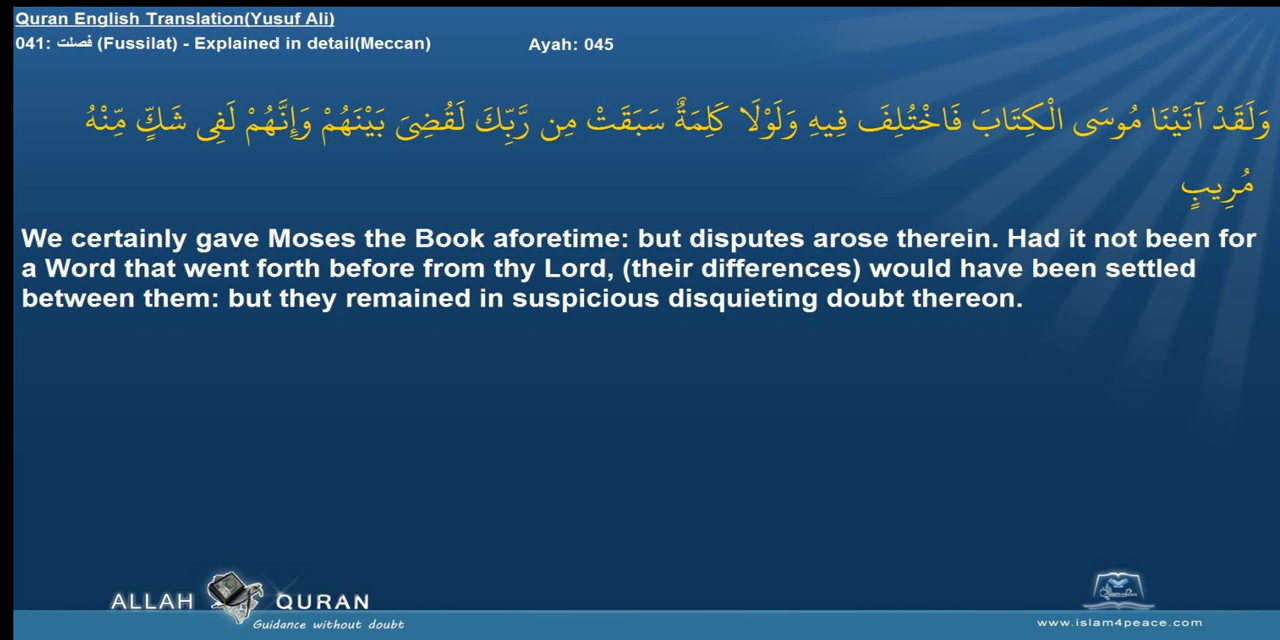 Quran English Translation(Yusuf Ali)
041: فصلت (Fussilat) - Explained in detail(Meccan)
Ayah: 045
وَلَقَدْ آتَيْنَا مُوسَى الْكِتَابَ فَاخْتُلِفَ فِيهِ وَلَوْلَا كَلِمَةٌ سَبَقَتْ مِن رَّبِّكَ لَقُضِىَ بَيْنَهُمْ وَإِنَّهُمْ لَفِى شَكٍّ مِّنْهُ
مُرِيبٍ
We certainly gave Moses the Book aforetime: but disputes arose therein. Had it not been for
a Word that went forth before from thy Lord, (their differences) would have been settled
between them: but they remained in suspicious disquieting doubt thereon.
ALLAH QURAN
Guidance without doubt
www.islam4peace.com